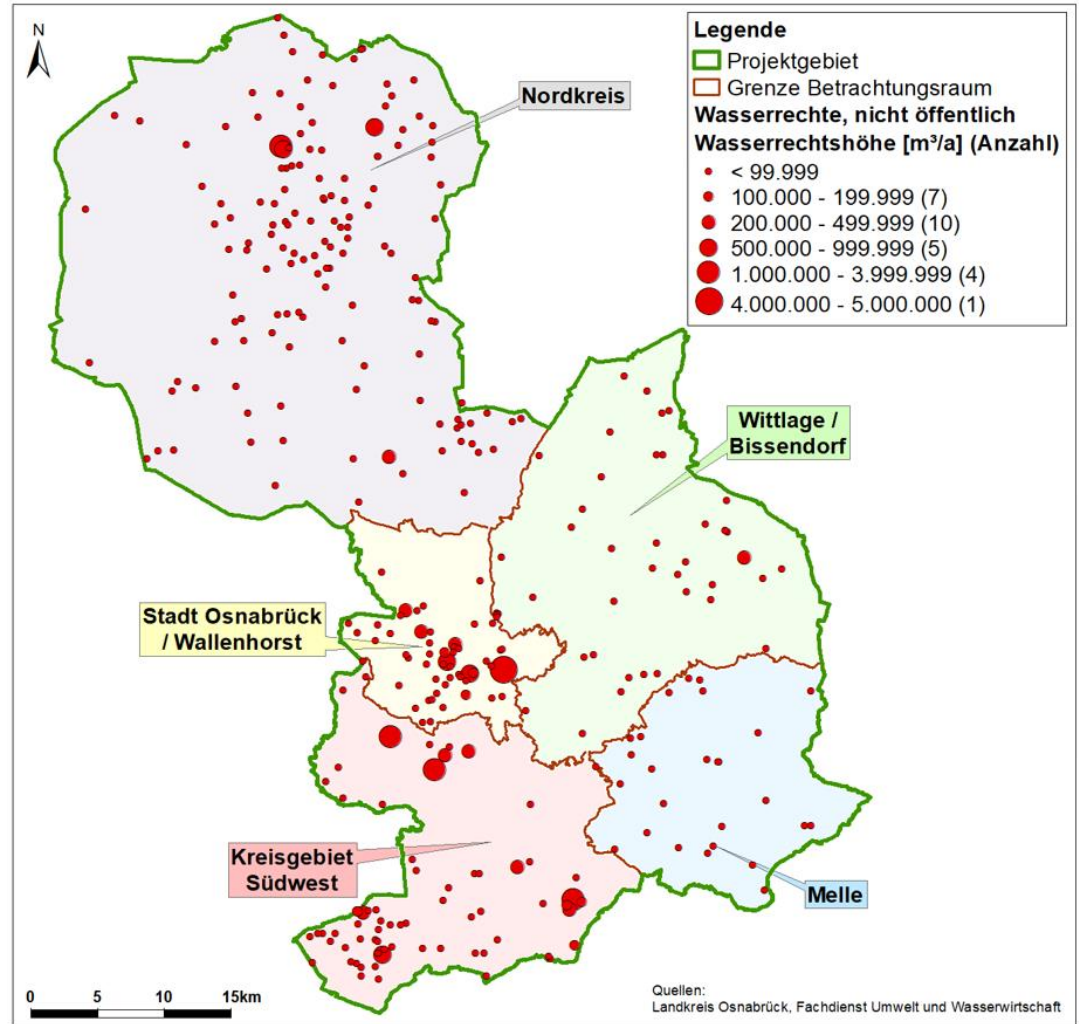 N
Legende
Projektgebiet
Grenze Betrachtungsraum
Wasserrechte, nicht öffentlich
Wasserrechtshöhe [m³/a] (Anzahl)
< 99.999
100.000 - 199.999 (7)
200.000 - 499.999 (10)
500.000 - 999.999 (5)
1.000.000 - 3.999.999 (4)
4.000.000 - 5.000.000 (1)
Nordkreis
Wittlage /
Bissendorf
Stadt Osnabrück
/ Wallenhorst
Kreisgebiet
Südwest
Melle
0 5 10 15km
Quellen:
Landkreis Osnabrück, Fachdienst Umwelt und Wasserwirtschaft